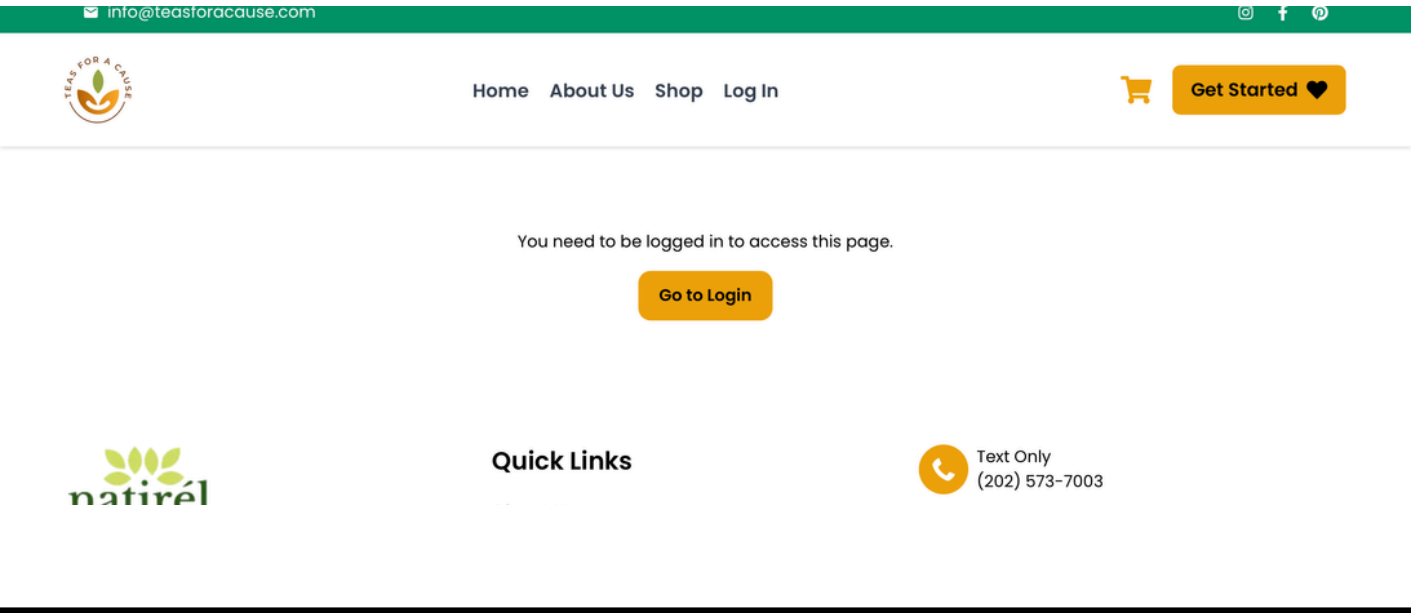 info@teasforacause.com
TEAS FOR A CAUSE
Home About Us Shop Log In
Get Started
You need to be logged in to access this page.
Go to Login
natirél
Quick Links
Text Only
(202) 573-7003